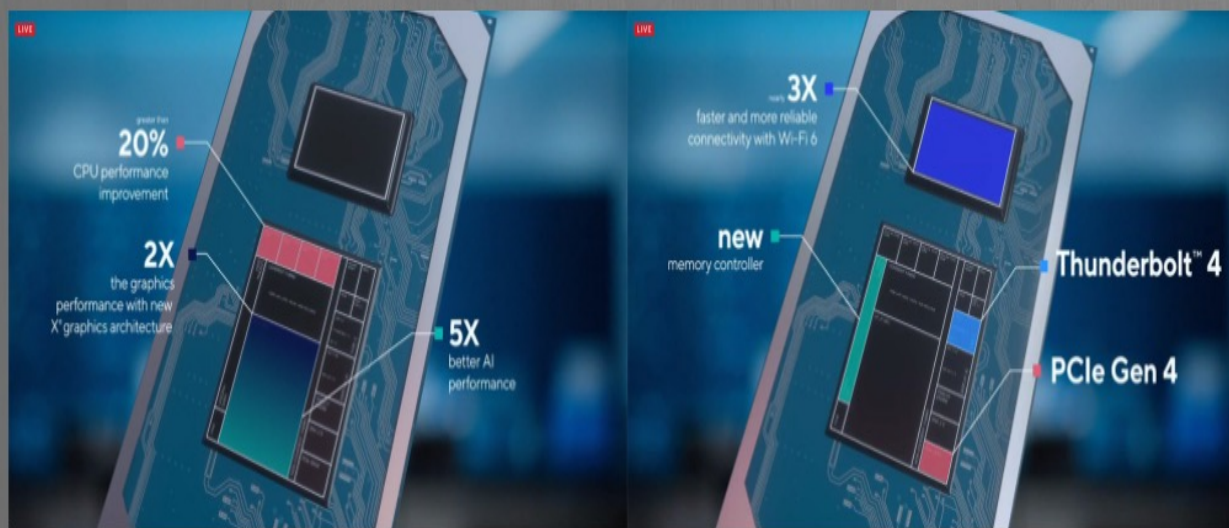 LIVE
greater than
20%
CPU performance
improvement
2X
the graphics
performance with new
Xᵉ graphics architecture
5X
better AI
performance
LIVE
nearly 3X
faster and more reliable
connectivity with Wi-Fi 6
new
memory controller
Thunderbolt™ 4
PCIe Gen 4